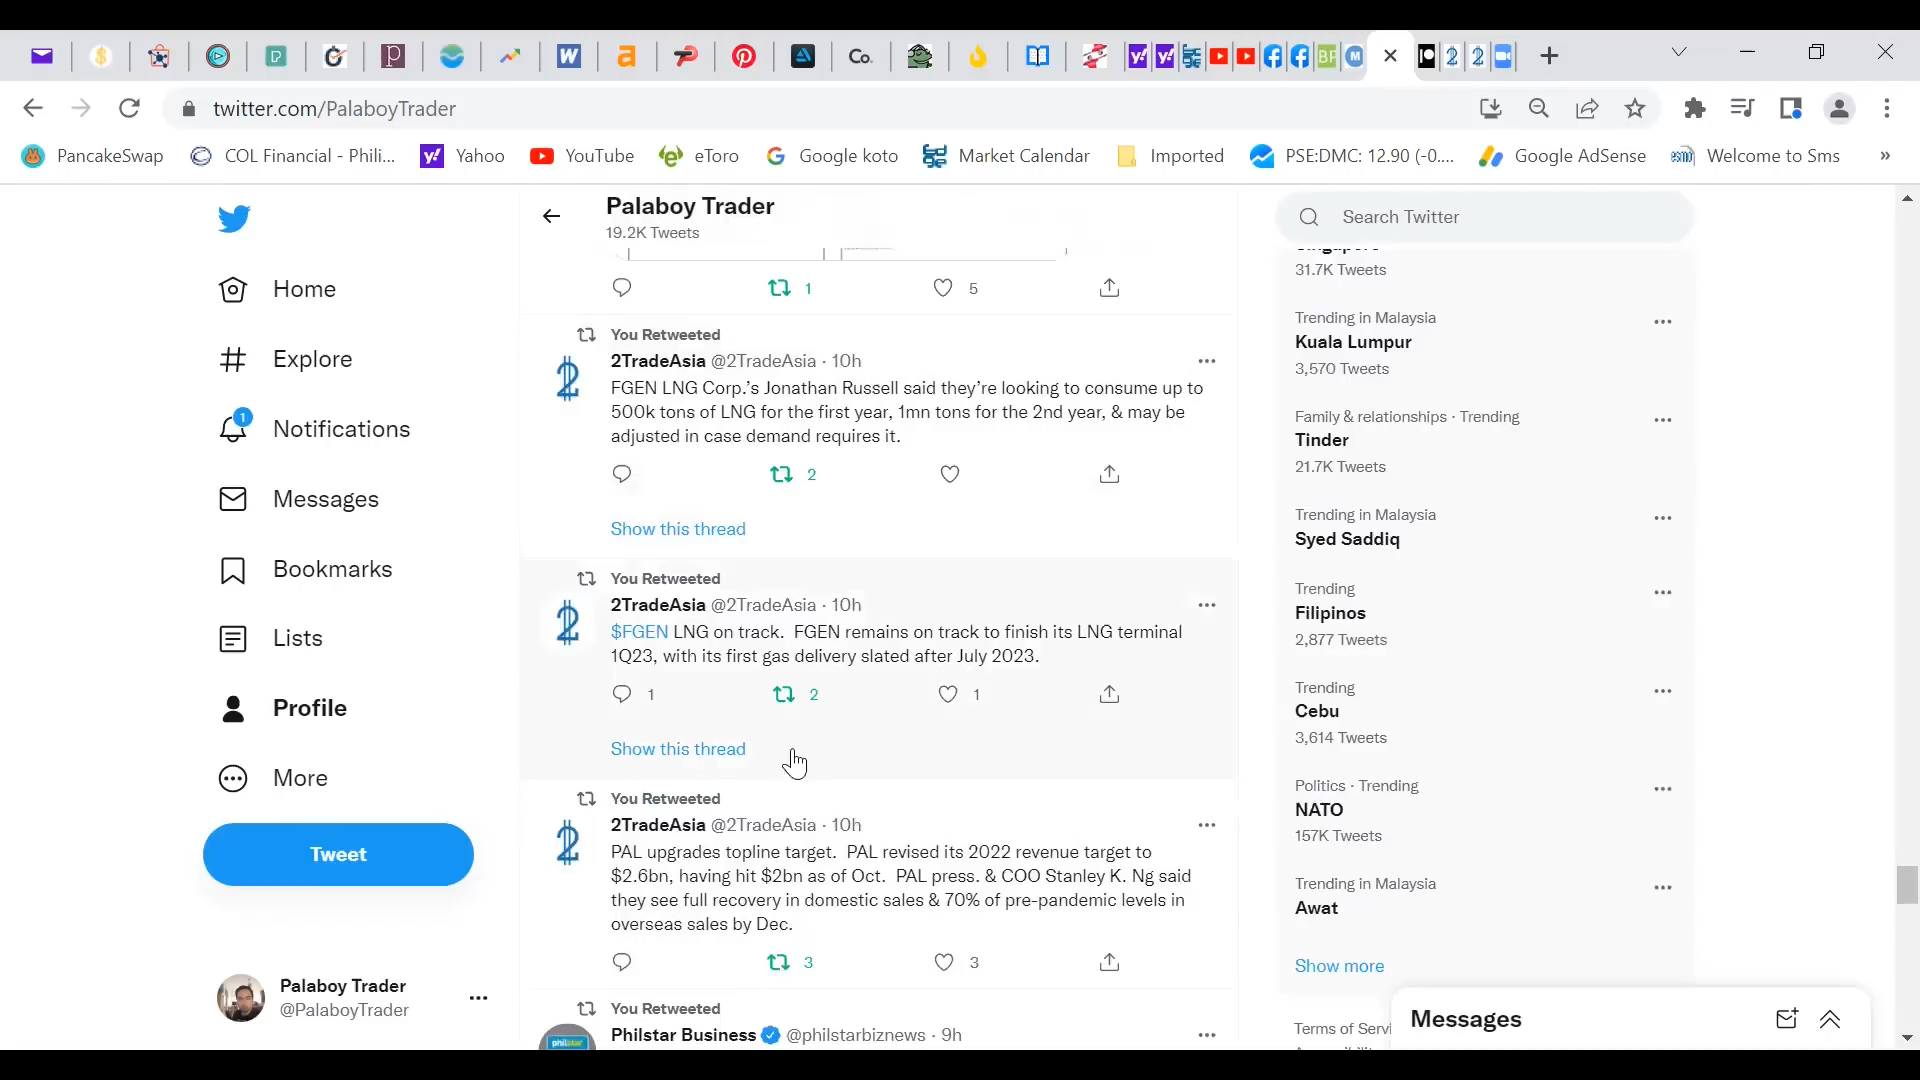 twitter.com/PalaboyTrader
PancakeSwap
COL Financial - Phili...
Yahoo
YouTube
eToro
Google koto
Market Calendar
Imported
PSE:DMC: 12.90 (-0....
Google AdSense
Welcome to Sms
Home
Explore
1
Notifications
Messages
Bookmarks
Lists
Profile
More
Tweet
Palaboy Trader
@PalaboyTrader
Palaboy Trader
19.2K Tweets
1
5
You Retweeted
2TradeAsia @2TradeAsia · 10h
FGEN LNG Corp.'s Jonathan Russell said they're looking to consume up to
500k tons of LNG for the first year, 1mn tons for the 2nd year, & may be
adjusted in case demand requires it.
2
Show this thread
You Retweeted
2TradeAsia @2TradeAsia · 10h
$FGEN LNG on track. FGEN remains on track to finish its LNG terminal
1Q23, with its first gas delivery slated after July 2023.
1
2
1
Show this thread
You Retweeted
2TradeAsia @2TradeAsia · 10h
PAL upgrades topline target. PAL revised its 2022 revenue target to
$2.6bn, having hit $2bn as of Oct. PAL press. & COO Stanley K. Ng said
they see full recovery in domestic sales & 70% of pre-pandemic levels in
overseas sales by Dec.
3
3
You Retweeted
Philstar Business @philstarbiznews · 9h
philstar
Search Twitter
Singapore
31.7K Tweets
Trending in Malaysia
Kuala Lumpur
3,570 Tweets
Family & relationships · Trending
Tinder
21.7K Tweets
Trending in Malaysia
Syed Saddiq
Trending
Filipinos
2,877 Tweets
Trending
Cebu
3,614 Tweets
Politics · Trending
NATO
157K Tweets
Trending in Malaysia
Awat
Show more
Terms of Servi
Messages